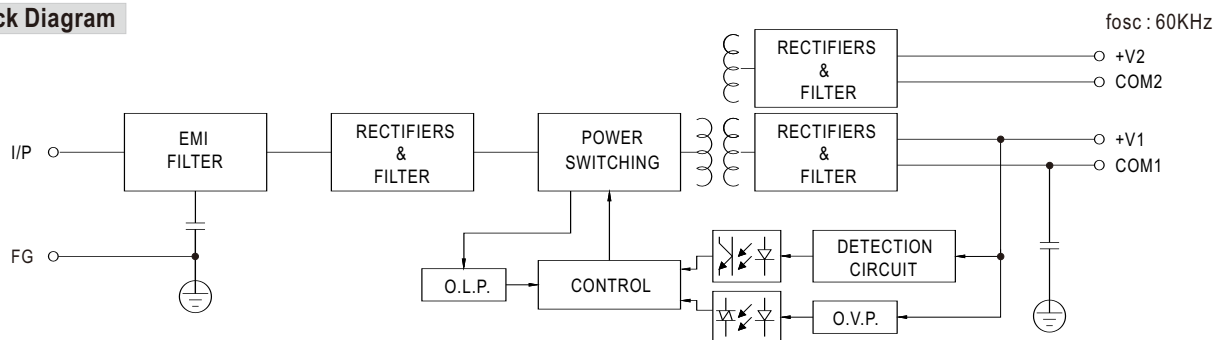 ck Diagram
fosc : 60KHz
RECTIFIERS
&
FILTER
+V2
COM2
I/P
EMI
FILTER
RECTIFIERS
&
FILTER
POWER
SWITCHING
RECTIFIERS
&
FILTER
+V1
COM1
FG
O.L.P.
CONTROL
DETECTION
CIRCUIT
O.V.P.